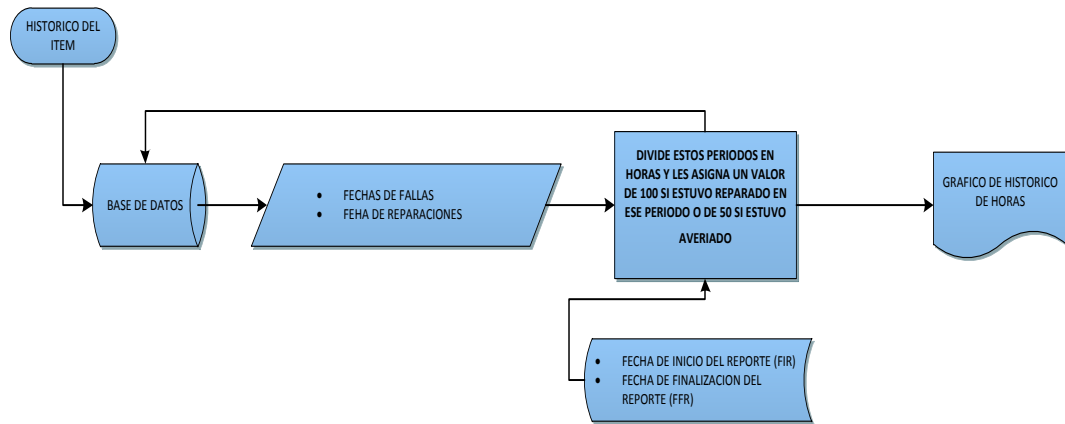 HISTORICO DEL
ITEM
BASE DE DATOS
• FECHAS DE FALLAS
• FEHA DE REPARACIONES
DIVIDE ESTOS PERIODOS EN
HORAS Y LES ASIGNA UN VALOR
DE 100 SI ESTUVO REPARADO EN
ESE PERIODO O DE 50 SI ESTUVO
AVERIADO
GRAFICO DE HISTORICO
DE HORAS
• FECHA DE INICIO DEL REPORTE (FIR)
• FECHA DE FINALIZACION DEL
REPORTE (FFR)